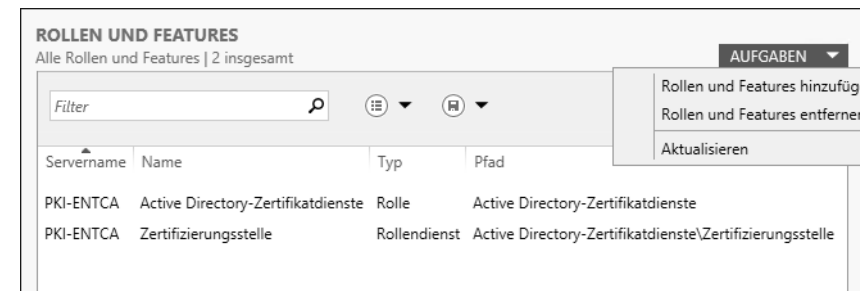 ROLLEN UND FEATURES
Alle Rollen und Features | 2 insgesamt
AUFGABEN
Rollen und Features hinzufüg
Rollen und Features entferner
Aktualisieren
Filter
Servername Name Typ Pfad
PKI-ENTCA Active Directory-Zertifikatdienste Rolle Active Directory-Zertifikatdienste
PKI-ENTCA Zertifizierungsstelle Rollendienst Active Directory-Zertifikatdienste\Zertifizierungsstelle